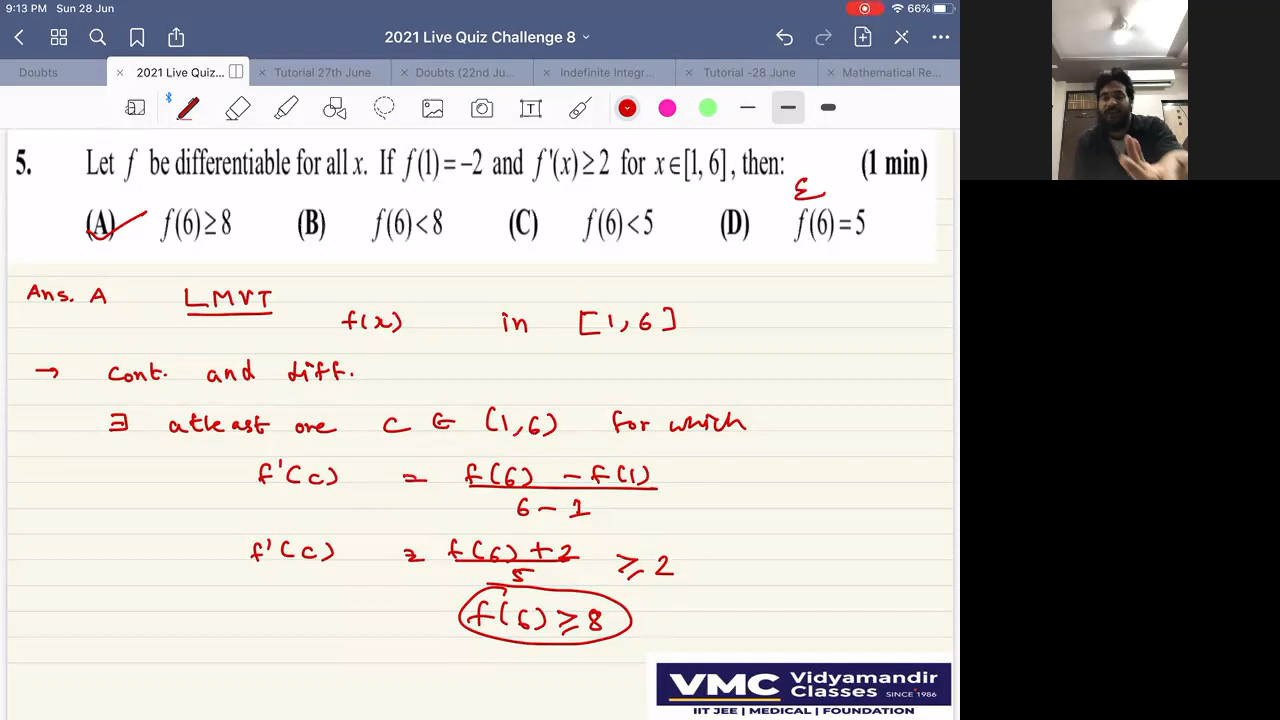 9:13 PM Sun 28 Jun
66%
2021 Live Quiz Challenge 8
Doubts
2021 Live Quiz...
Tutorial 27th June
Doubts (22nd Ju...
Indefinite Integr...
Tutorial -28 June
Mathematical Re...
5. Let f be differentiable for all x. If f(1) = −2 and f'(x) ≥ 2 for x ∈ [1, 6], then: (1 min)
(A) f(6) ≥ 8 (B) f(6) < 8 (C) f(6) < 5 (D) f(6) = 5
Ans. A LMVT
f(x) in [1, 6]
→ cont. and diff.
∃ atleast one c ∈ (1, 6) for which
f'(c) = f(6) − f(1)
6 − 1
f'(c) = f(6) + 2 ≥ 2
5
f(6) ≥ 8
VMC Vidyamandir
Classes SINCE 1986
IIT JEE | MEDICAL | FOUNDATION